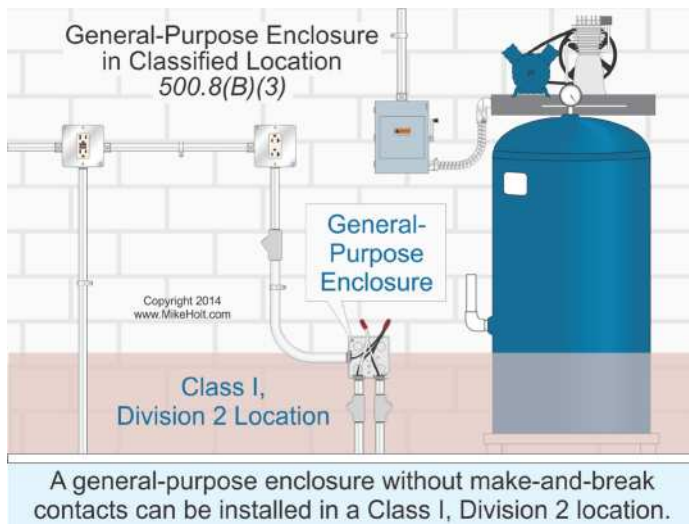 General-Purpose Enclosure
in Classified Location
500.8(B)(3)
General-
Purpose
Enclosure
Copyright 2014
www.MikeHolt.com
Class I,
Division 2 Location
A general-purpose enclosure without make-and-break
contacts can be installed in a Class I, Division 2 location.